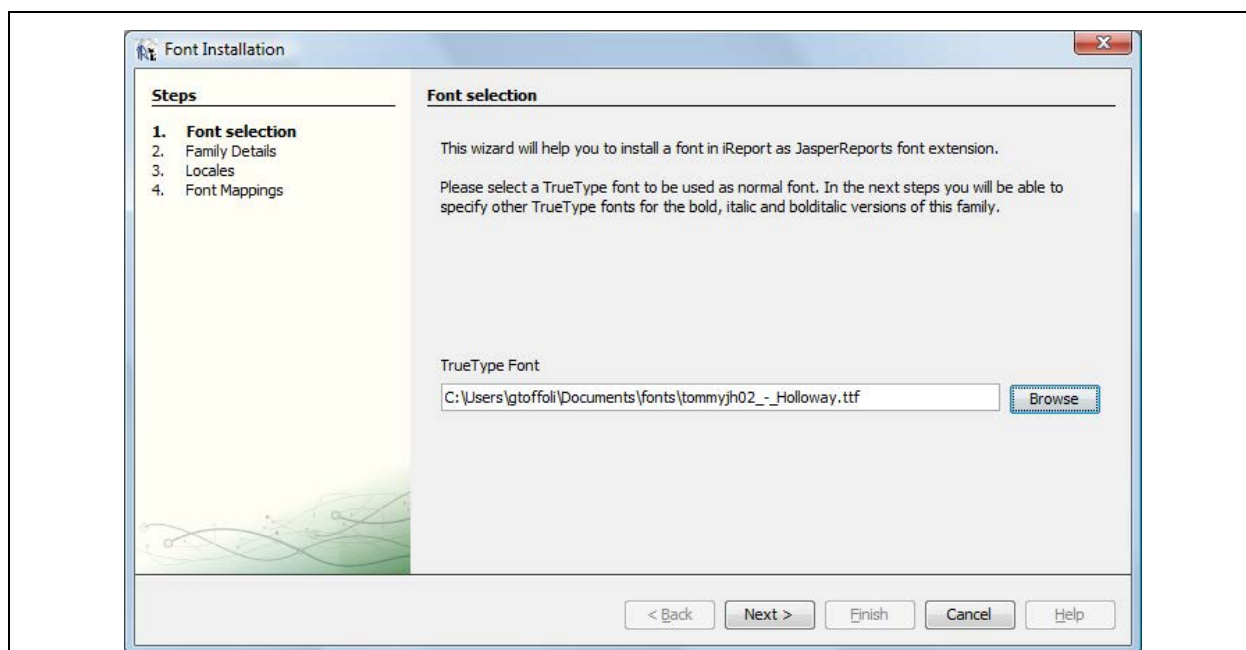 Font Installation
Steps
1. Font selection
2. Family Details
3. Locales
4. Font Mappings
Font selection
This wizard will help you to install a font in iReport as JasperReports font extension.
Please select a TrueType font to be used as normal font. In the next steps you will be able to
specify other TrueType fonts for the bold, italic and bolditalic versions of this family.
TrueType Font
C:\Users\gtoffoli\Documents\fonts\tommyjh02_-_Holloway.ttf
Browse
< Back
Next >
Finish
Cancel
Help